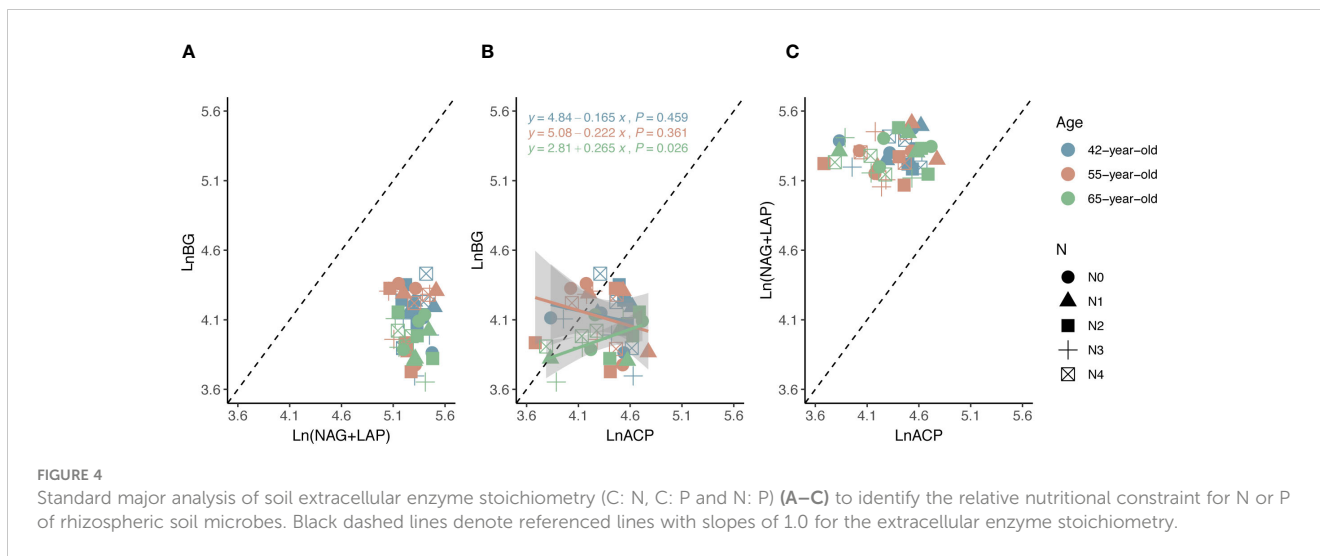 A
B
C
5.6
5.1
4.6
4.1
3.6
LnBG
3.6 4.1 4.6 5.1 5.6
Ln(NAG+LAP)
y = 4.84 − 0.165 x , P = 0.459
y = 5.08 − 0.222 x , P = 0.361
y = 2.81 + 0.265 x , P = 0.026
5.6
5.1
4.6
4.1
3.6
LnBG
3.6 4.1 4.6 5.1 5.6
LnACP
5.6
5.1
4.6
4.1
3.6
Ln(NAG+LAP)
3.6 4.1 4.6 5.1 5.6
LnACP
Age
42−year−old
55−year−old
65−year−old
N
N0
N1
N2
N3
N4
FIGURE 4
Standard major analysis of soil extracellular enzyme stoichiometry (C: N, C: P and N: P) (A–C) to identify the relative nutritional constraint for N or P
of rhizospheric soil microbes. Black dashed lines denote referenced lines with slopes of 1.0 for the extracellular enzyme stoichiometry.